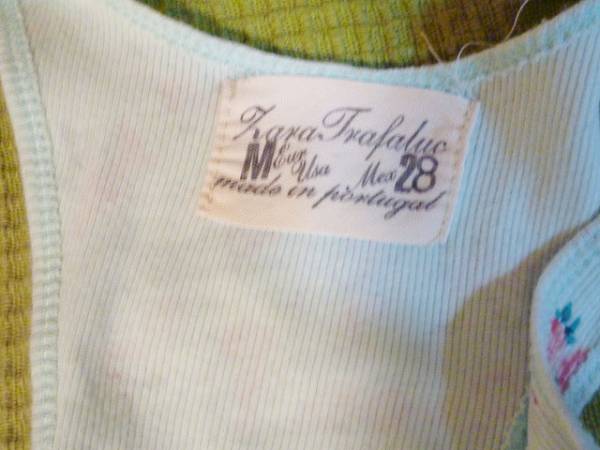 Zara Trafaluc
M Eur Usa Mex 28
made in portugal